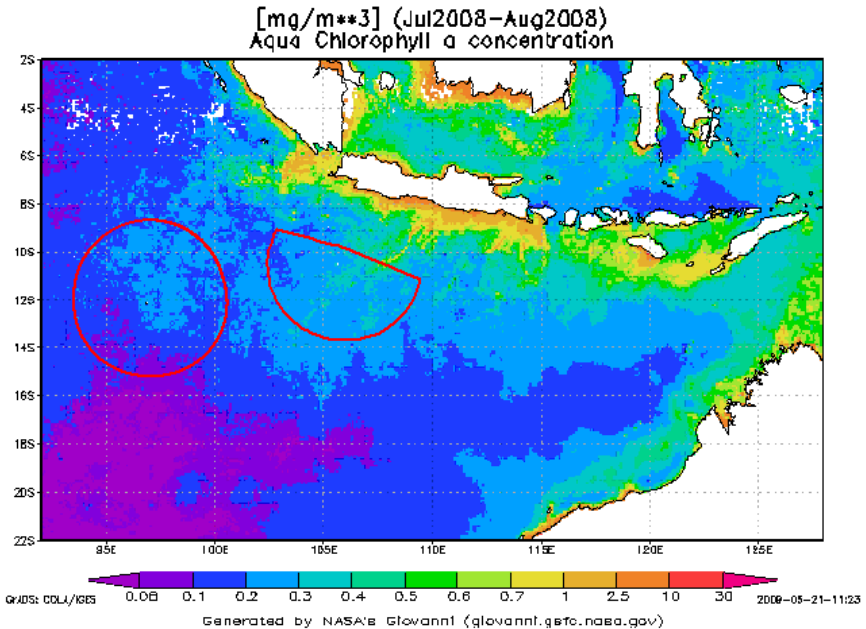 [mg/m**3] (Jul2008-Aug2008)
Aqua Chlorophyll a concentration
2S
4S
6S
8S
10S
12S
14S
16S
18S
20S
22S
95E
100E
105E
110E
115E
120E
125E
0.06 0.1 0.2 0.3 0.4 0.5 0.6 0.7 1 2.5 10 30
GrADS: COLA/IGES
2009-05-21-11:23
Generated by NASA's Giovanni (giovanni.gsfc.nasa.gov)